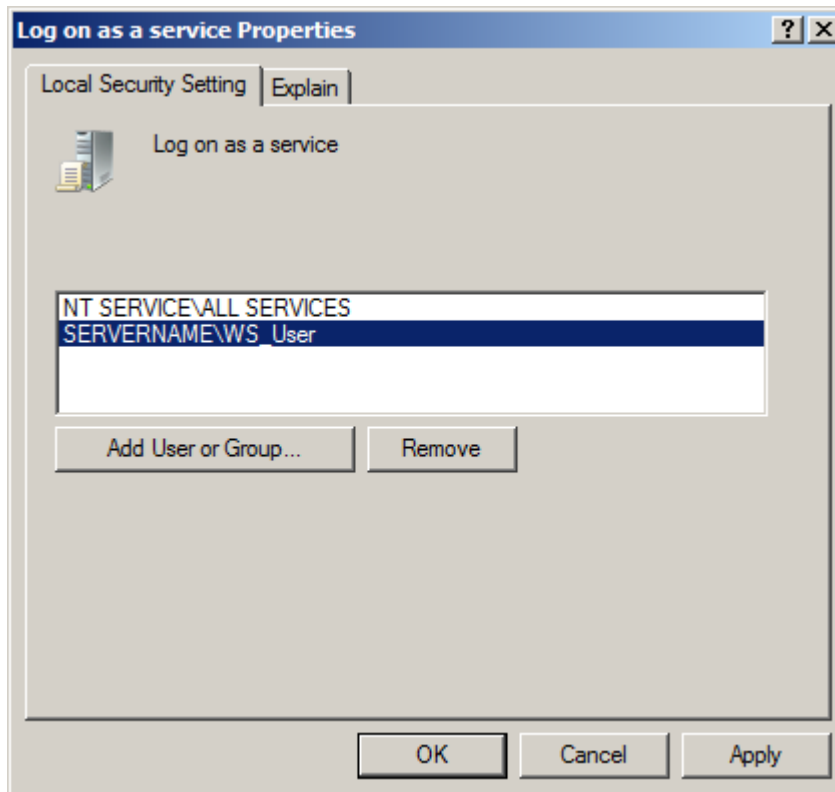 Log on as a service Properties
Local Security Setting
Explain
Log on as a service
NT SERVICE\ALL SERVICES
SERVERNAME\WS_User
Add User or Group...
Remove
OK
Cancel
Apply